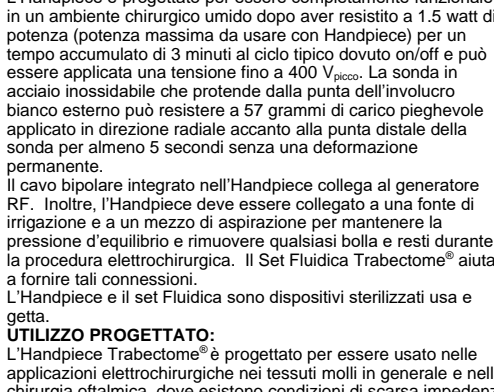 L'Handpiece è progettato per essere completamente funzionale
in un ambiente chirurgico umido dopo aver resistito a 1.5 watt di
potenza (potenza massima da usare con Handpiece) per un
tempo accumulato di 3 minuti al ciclo tipico dovuto on/off e può
essere applicata una tensione fino a 400 Vpicco. La sonda in
acciaio inossidabile che protende dalla punta dell'involucro
bianco esterno può resistere a 57 grammi di carico pieghevole
applicato in direzione radiale accanto alla punta distale della
sonda per almeno 5 secondi senza una deformazione
permanente.
Il cavo bipolare integrato nell'Handpiece collega al generatore
RF. Inoltre, l'Handpiece deve essere collegato a una fonte di
irrigazione e a un mezzo di aspirazione per mantenere la
pressione d'equilibrio e rimuovere qualsiasi bolla e resti durante
la procedura elettrochirurgica. Il Set Fluidica Trabectome® aiuta
a fornire tali connessioni.
L'Handpiece e il set Fluidica sono dispositivi sterilizzati usa e
getta.
UTILIZZO PROGETTATO:
L'Handpiece Trabectome® è progettato per essere usato nelle
applicazioni elettrochirurgiche nei tessuti molli in generale e nell
chirurgia oftalmica, dove esistono condizioni di scarsa impedenz